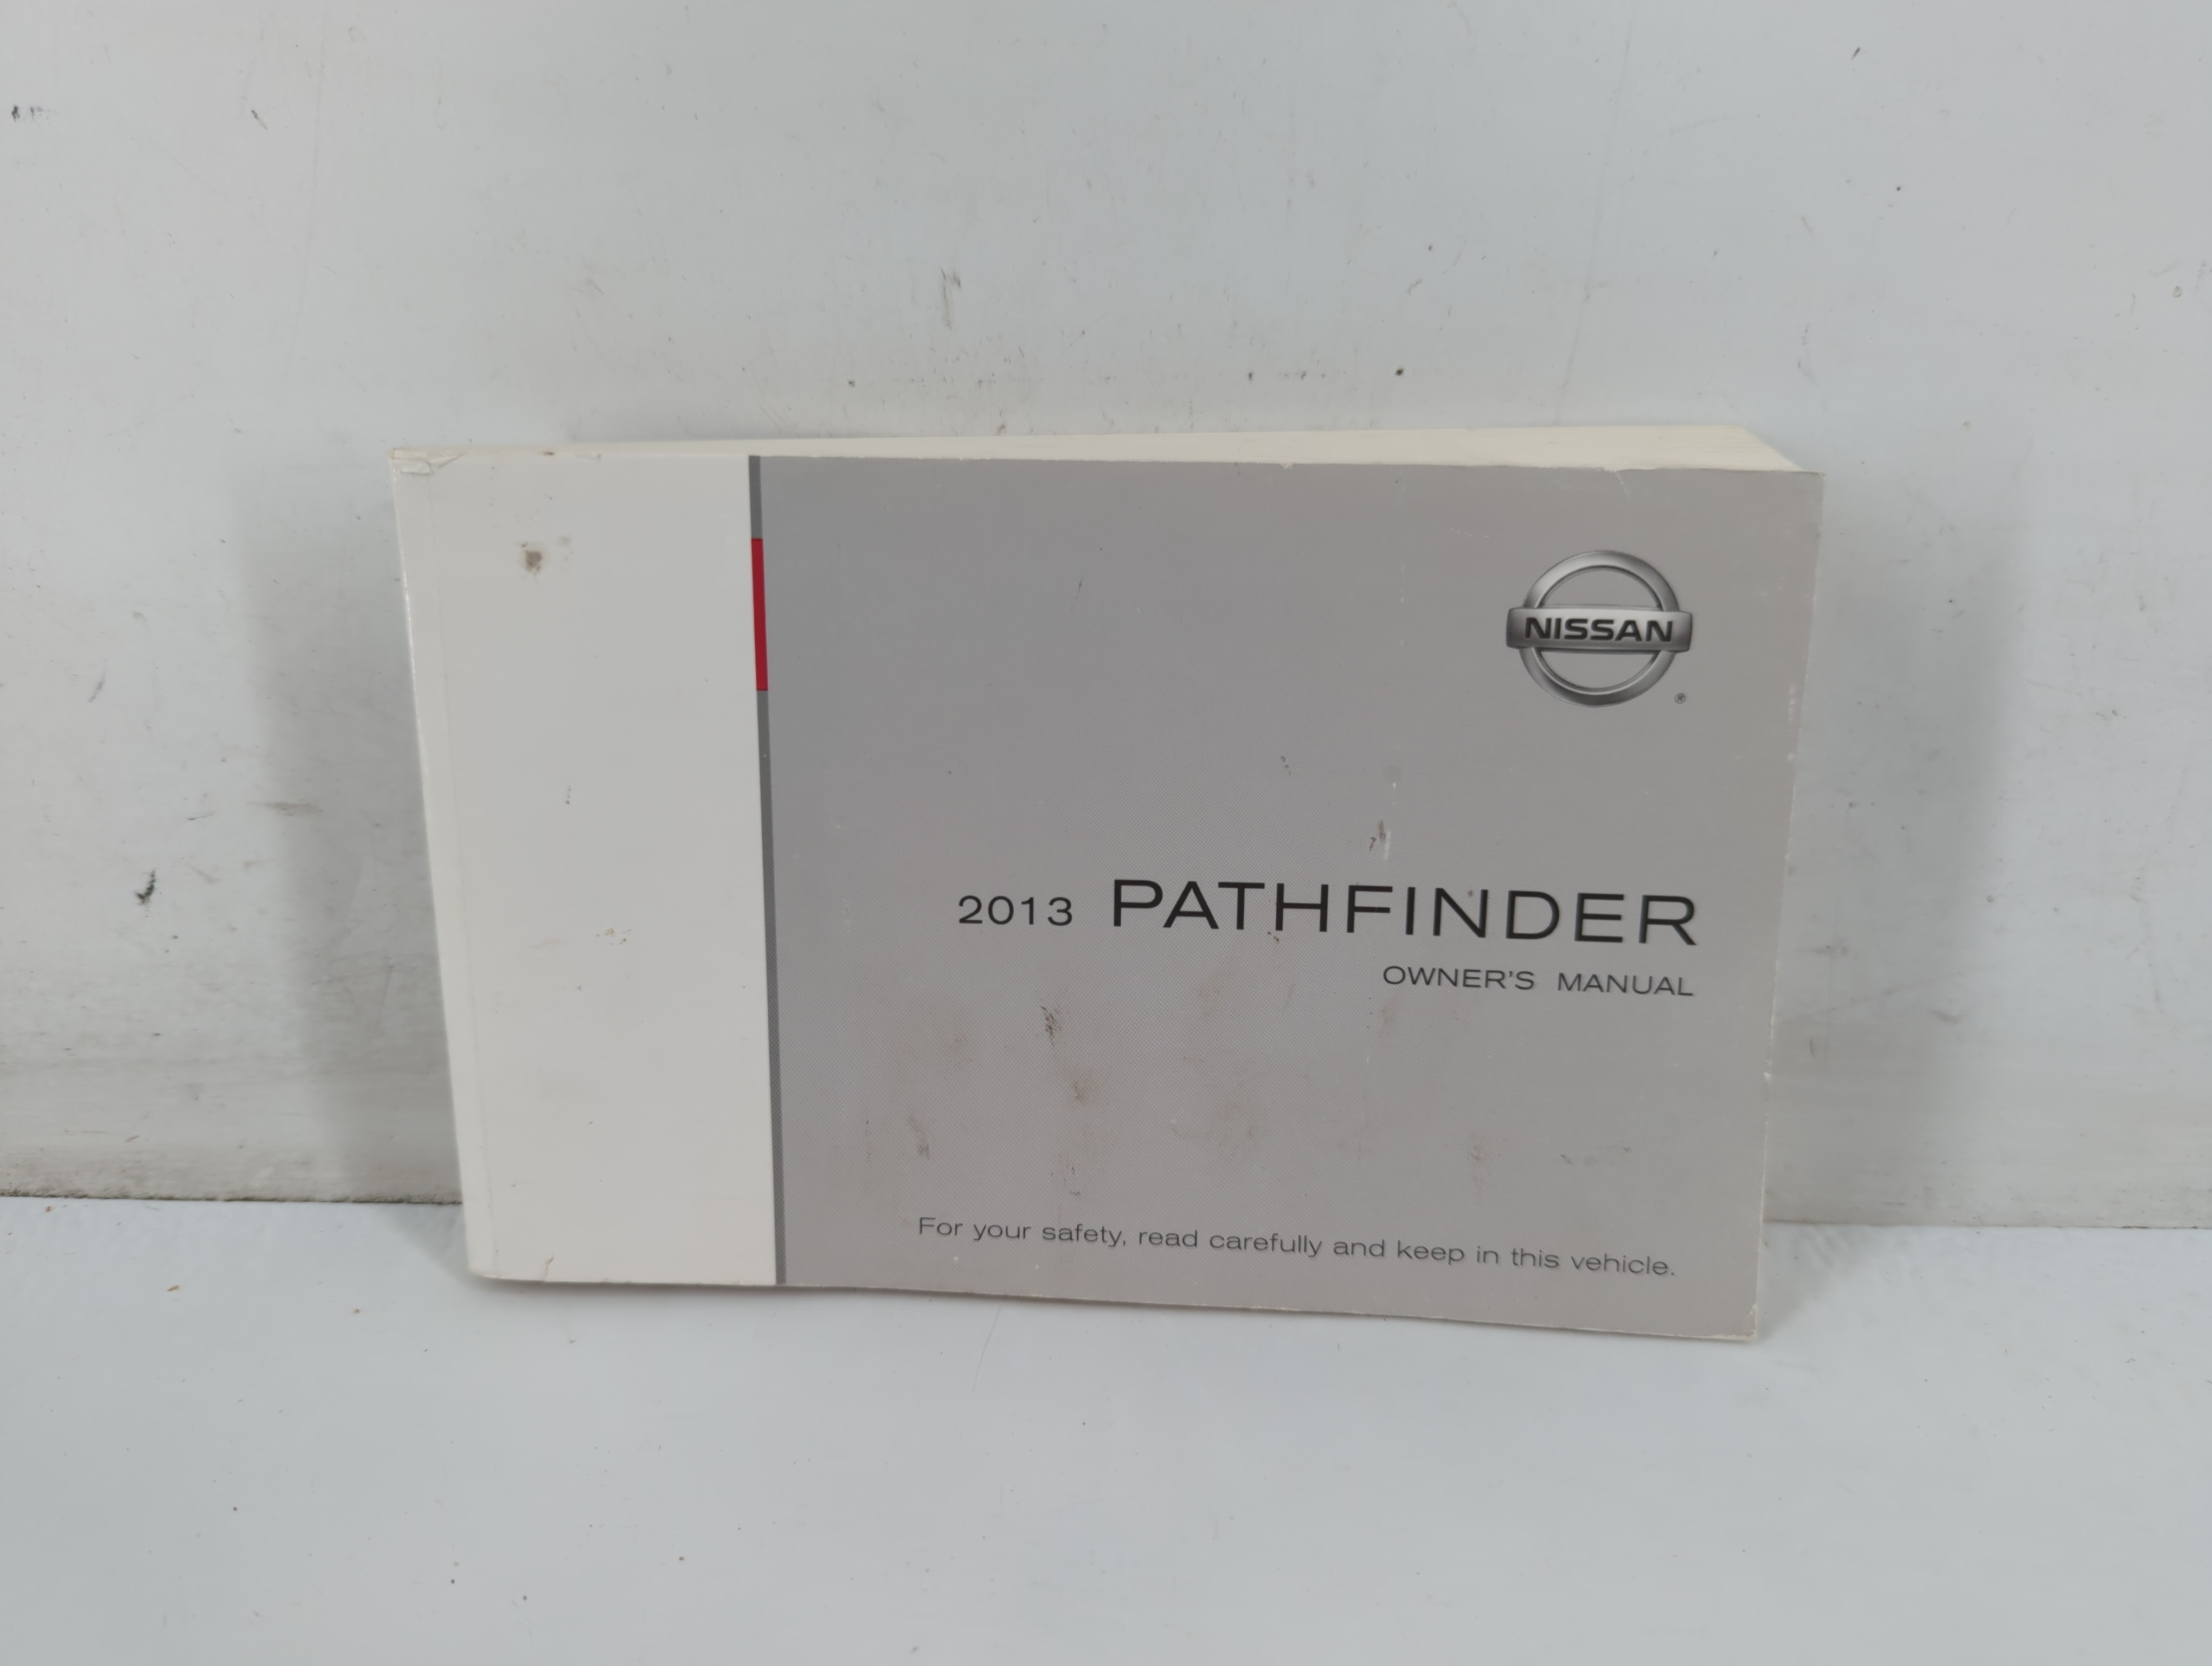 NISSAN
®
2013 PATHFINDER
OWNER'S MANUAL
For your safety, read carefully and keep in this vehicle.